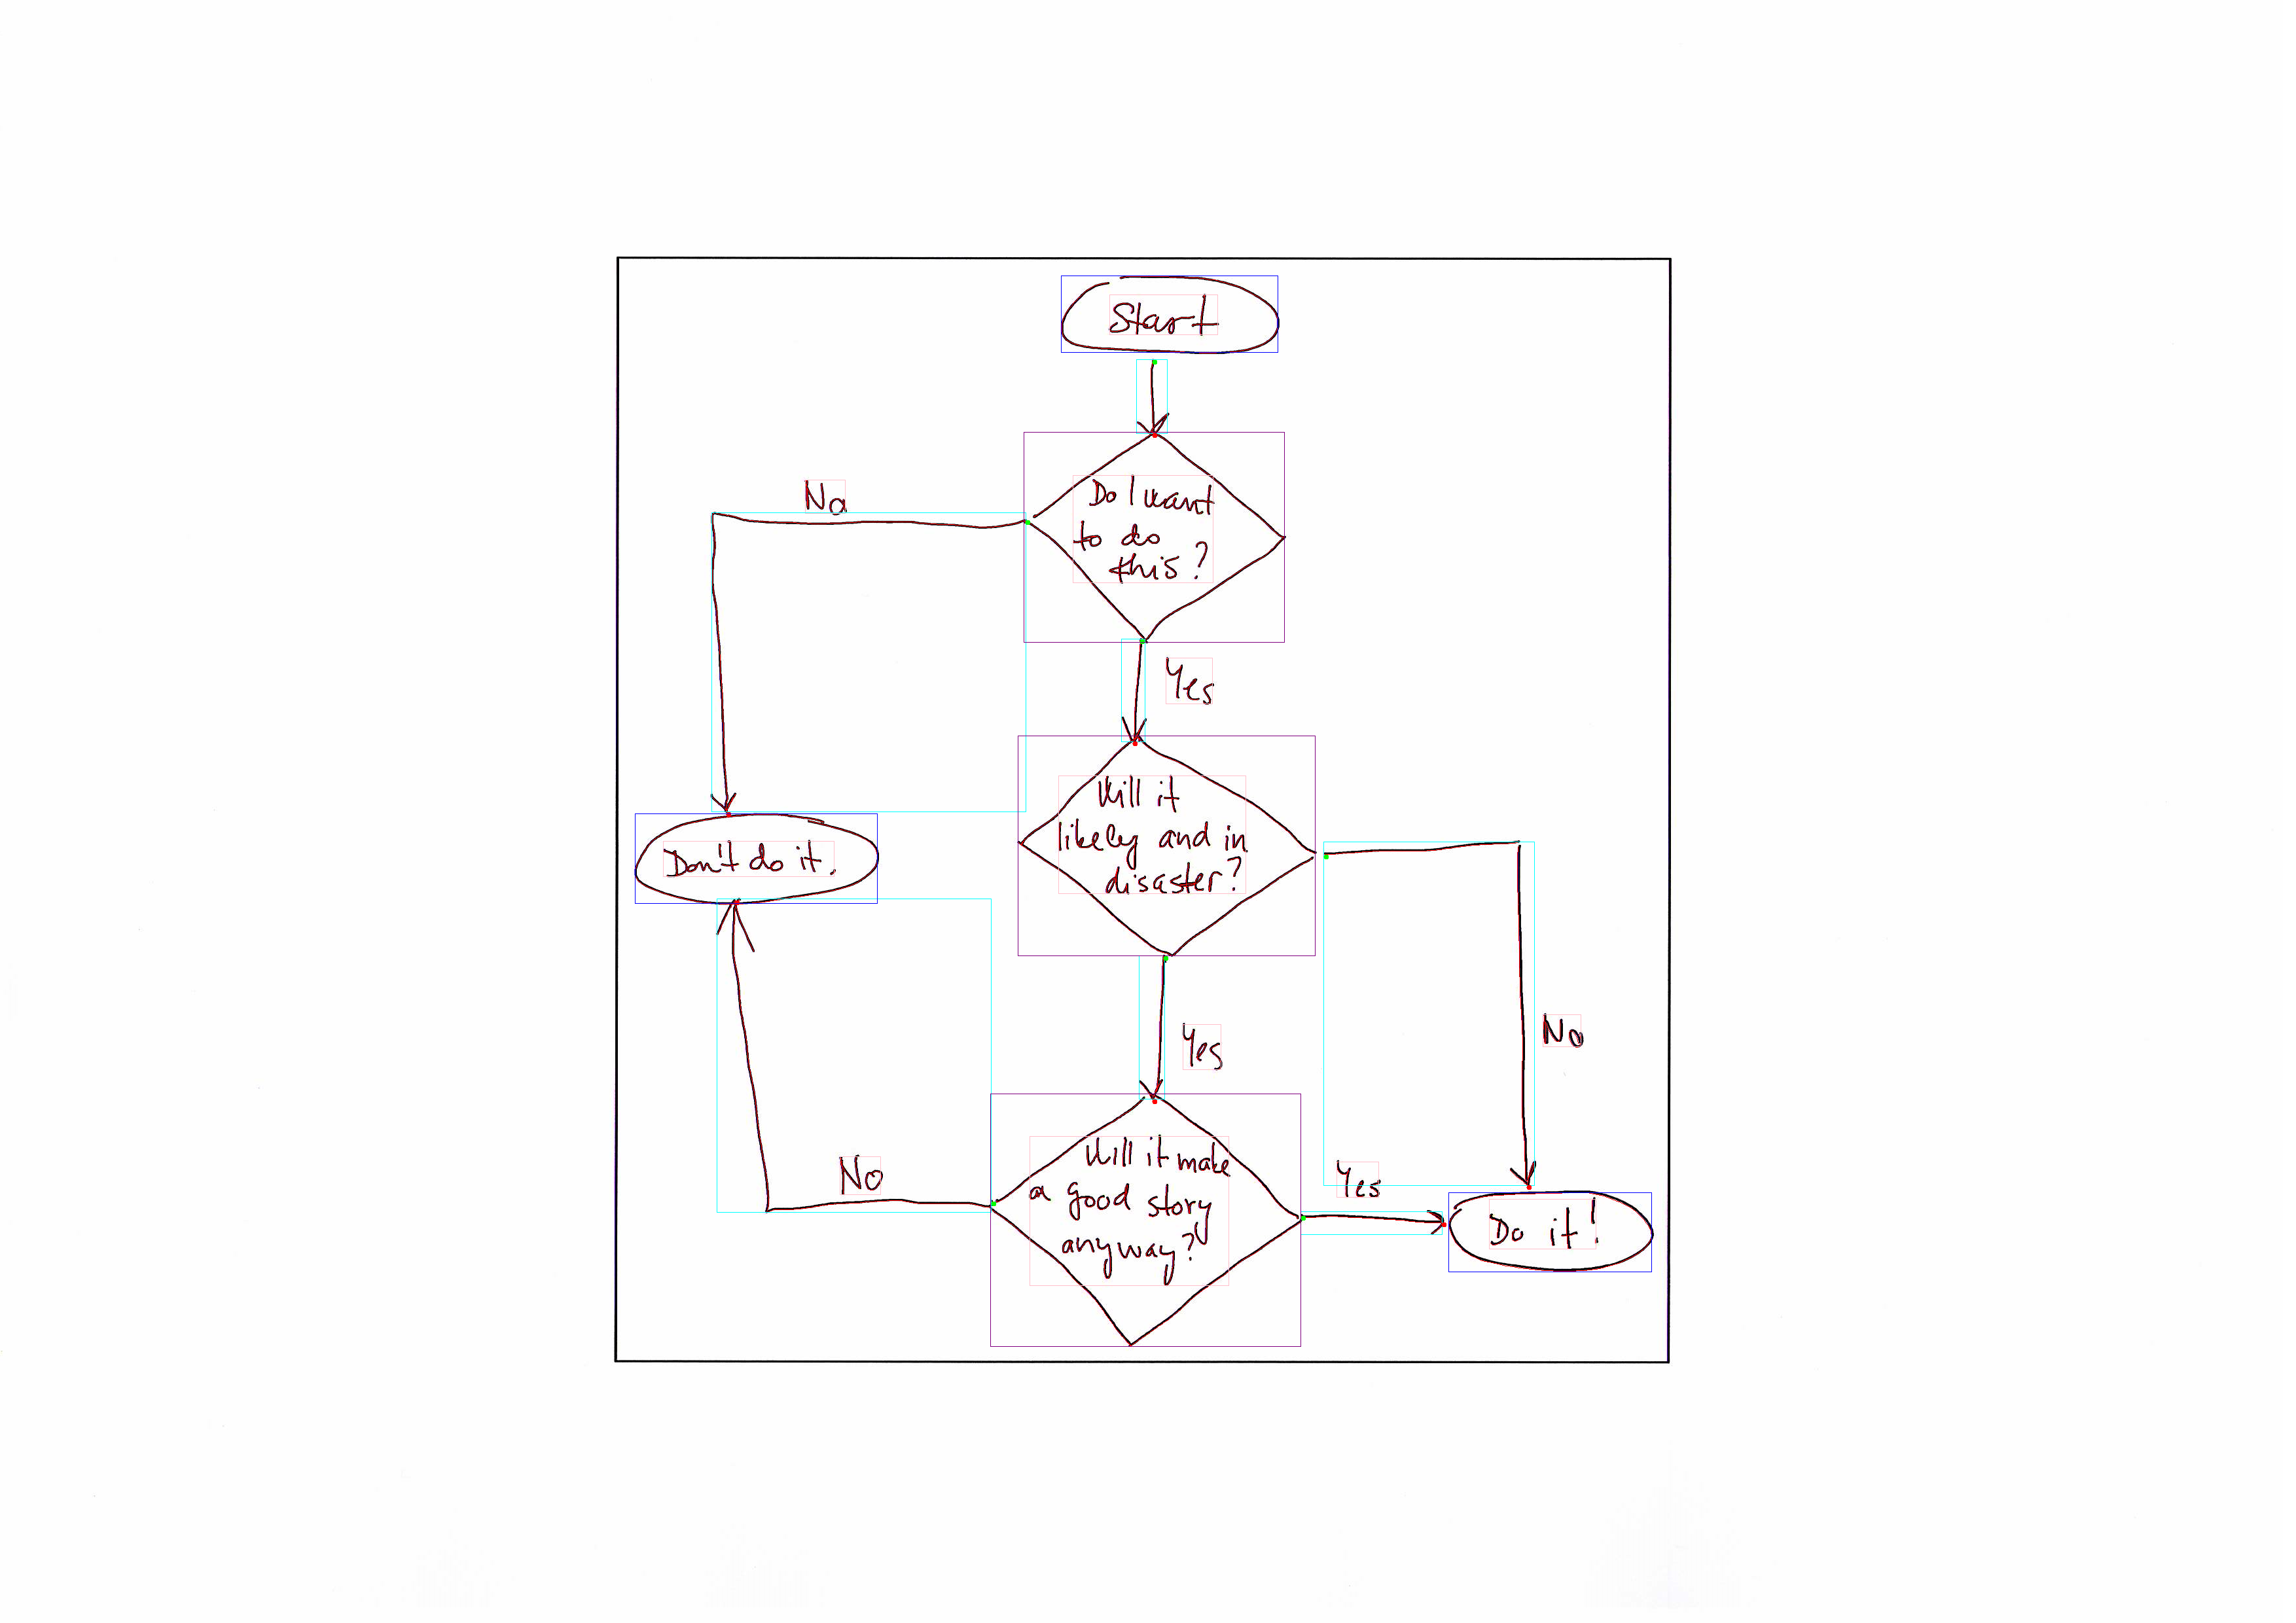 Start
No
Do I want
to do
this?
Yes
Will it
likely and in
disaster?
Don't do it.
No
Yes
Will it make
a good story
anyway?
No
Yes
Do it!